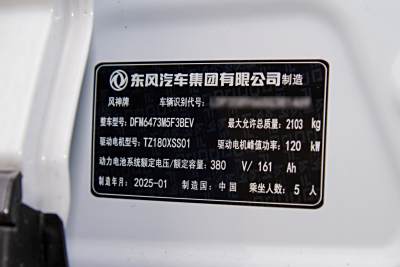 东风汽车集团有限公司 制造
风神牌 车辆识别代号:
整车型号: DFM6473M5F3BEV 最大允许总质量: 2103 kg
驱动电机型号: TZ180XSS01 驱动电机峰值功率: 120 kW
动力电池系统额定电压/额定容量: 380 V/ 161 Ah
制造年月: 2025-01 制造国: 中国 乘坐人数: 5 人